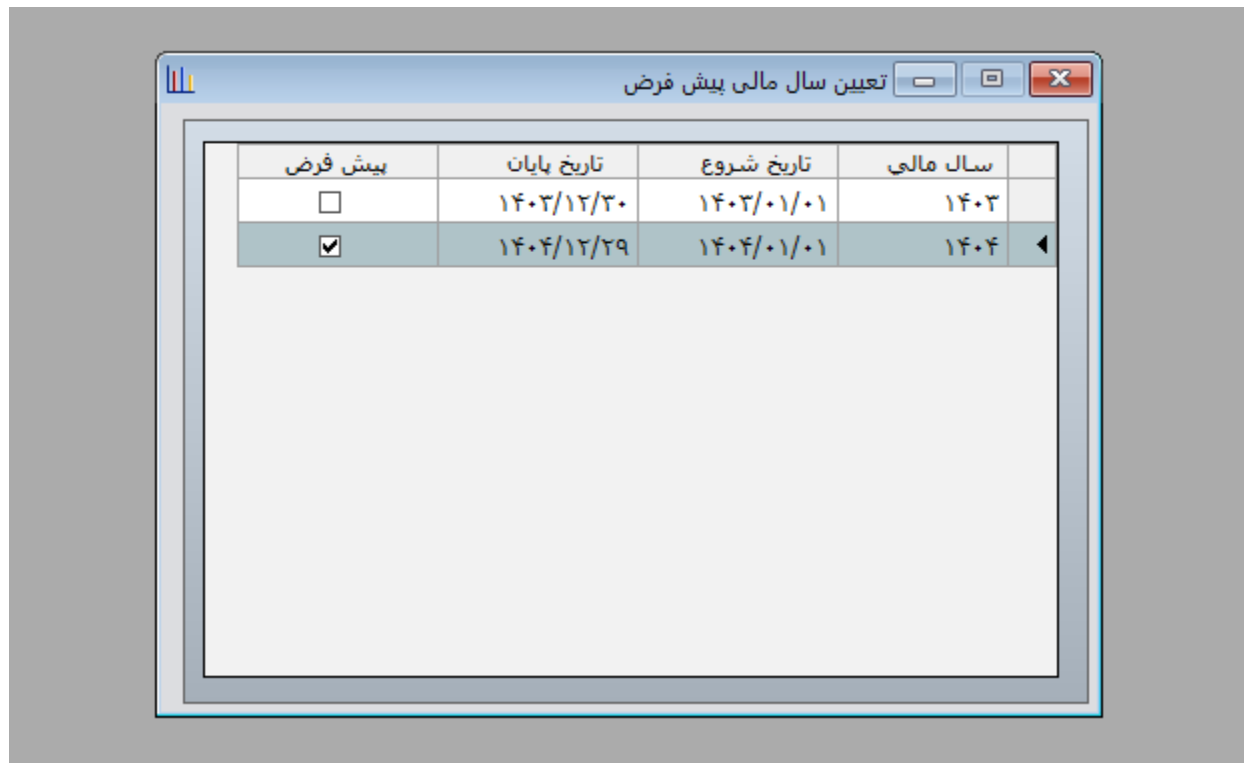 تعیین سال مالی پیش فرض
سال مالي تاریخ شروع تاریخ پایان پیش فرض
۱۴۰۳ ۱۴۰۳/۰۱/۰۱ ۱۴۰۳/۱۲/۳۰
۱۴۰۴ ۱۴۰۴/۰۱/۰۱ ۱۴۰۴/۱۲/۲۹